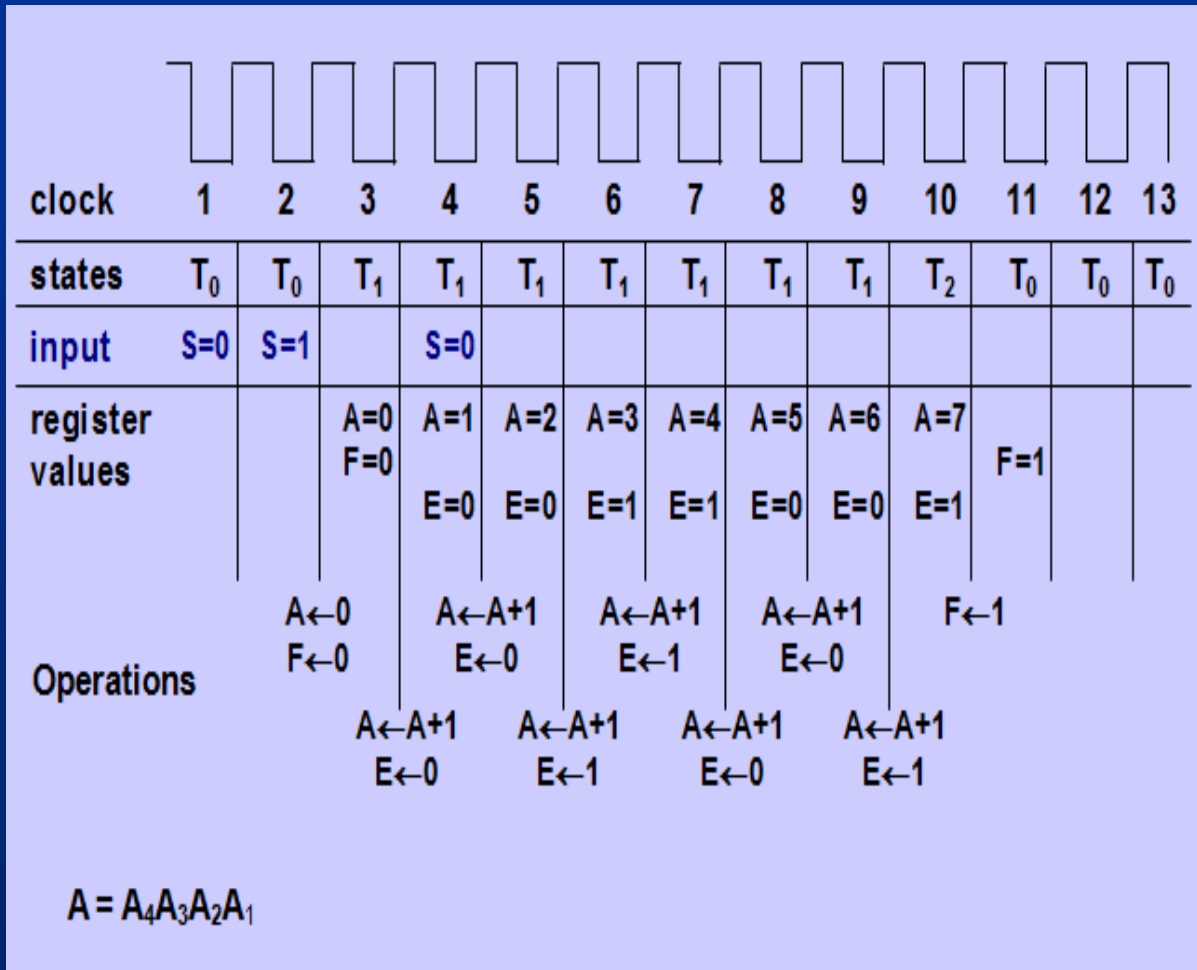 clock 1 2 3 4 5 6 7 8 9 10 11 12 13
states T₀ T₀ T₁ T₁ T₁ T₁ T₁ T₁ T₁ T₂ T₀ T₀ T₀
input S=0 S=1 S=0
register A=0 A=1 A=2 A=3 A=4 A=5 A=6 A=7
values F=0 F=1
E=0 E=0 E=1 E=1 E=0 E=0 E=1
A←0 A←A+1 A←A+1 A←A+1 F←1
F←0 E←0 E←1 E←0
Operations
A←A+1 A←A+1 A←A+1 A←A+1
E←0 E←1 E←0 E←1
A = A₄A₃A₂A₁